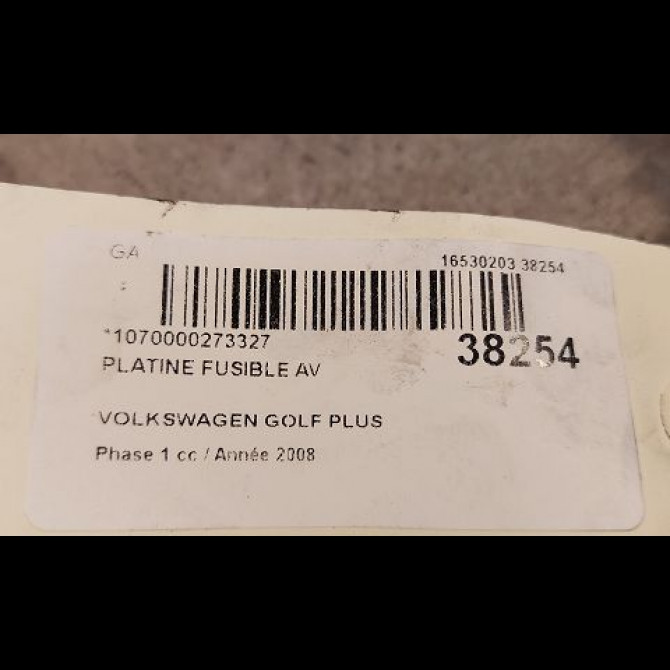 GA 16530203 38254
*1070000273327 38254
PLATINE FUSIBLE AV
VOLKSWAGEN GOLF PLUS
Phase 1 cc / Année 2008